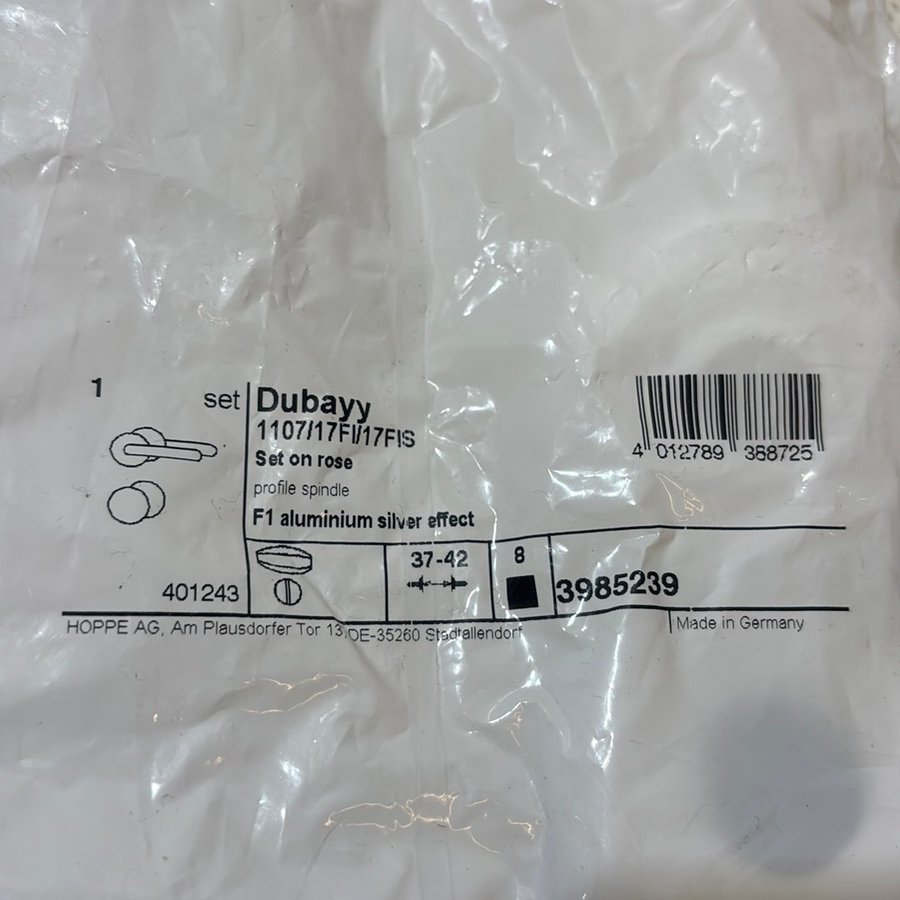 1 set
Dubayy
1107/17FI/17FIS
Set on rose
profile spindle
F1 aluminium silver effect
4 012789 368725
401243
37-42
8
3985239
HOPPE AG, Am Plausdorfer Tor 13, DE-35260 Stadtallendorf
Made in Germany